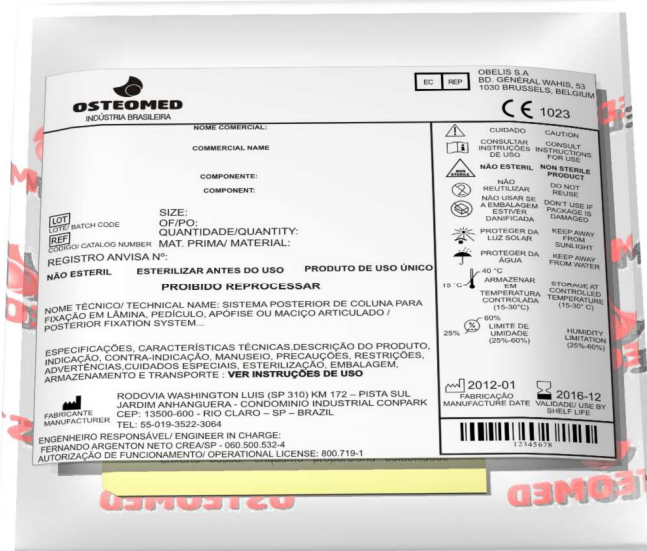 OSTEOMED
INDÚSTRIA BRASILEIRA
EC REP
OBELIS S.A
BD. GÉNÉRAL WAHIS, 53
1030 BRUSSELS, BELGIUM
CE 1023
NOME COMERCIAL:
COMMERCIAL NAME
COMPONENTE:
COMPONENT:
LOT
LOTE/ BATCH CODE
REF
CÓDIGO/ CATALOG NUMBER
SIZE:
OF/PO:
QUANTIDADE/QUANTITY:
MAT. PRIMA/ MATERIAL:
REGISTRO ANVISA Nº:
NÃO ESTERIL ESTERILIZAR ANTES DO USO PRODUTO DE USO ÚNICO
PROIBIDO REPROCESSAR
NOME TÉCNICO/ TECHNICAL NAME: SISTEMA POSTERIOR DE COLUNA PARA
FIXAÇÃO EM LÂMINA, PEDÍCULO, APÓFISE OU MACIÇO ARTICULADO /
POSTERIOR FIXATION SYSTEM...
ESPECIFICAÇÕES, CARACTERÍSTICAS TÉCNICAS,DESCRIÇÃO DO PRODUTO,
INDICAÇÃO, CONTRA-INDICAÇÃO, MANUSEIO, PRECAUÇÕES, RESTRIÇÕES,
ADVERTÊNCIAS,CUIDADOS ESPECIAIS, ESTERILIZAÇÃO, EMBALAGEM,
ARMAZENAMENTO E TRANSPORTE : VER INSTRUÇÕES DE USO
FABRICANTE
MANUFACTURER
RODOVIA WASHINGTON LUIS (SP 310) KM 172 – PISTA SUL
JARDIM ANHANGUERA - CONDOMINIO INDUSTRIAL CONPARK
CEP: 13500-600 - RIO CLARO – SP – BRAZIL
TEL: 55-019-3522-3064
ENGENHEIRO RESPONSÁVEL/ ENGINEER IN CHARGE:
FERNANDO ARGENTON NETO CREA/SP - 060.500.532-4
AUTORIZAÇÃO DE FUNCIONAMENTO/ OPERATIONAL LICENSE: 800.719-1
CUIDADO CAUTION
CONSULTAR CONSULT
INSTRUÇÕES INSTRUCTIONS
DE USO FOR USE
NON
STERILE
NÃO ESTERIL NON STERILE
PRODUCT
NÃO DO NOT
REUTILIZAR REUSE
2
NÃO USAR SE DON'T USE IF
A EMBALAGEM PACKAGE IS
ESTIVER DAMAGED
DANIFICADA
PROTEGER DA KEEP AWAY
LUZ SOLAR FROM
SUNLIGHT
PROTEGER DA KEEP AWAY
ÁGUA FROM WATER
40 °C
15 °C
ARMAZENAR STORAGE AT
EM CONTROLLED
TEMPERATURA TEMPERATURE
CONTROLADA (15-30° C)
(15-30°C)
60%
25%
LIMITE DE HUMIDITY
UMIDADE LIMITATION
(25%-60%) (25%-60%)
2012-01
FABRICAÇÃO
MANUFACTURE DATE
2016-12
VALIDADE/ USE BY
SHELF LIFE
12345678
OSTEOMED
OSTEOMED